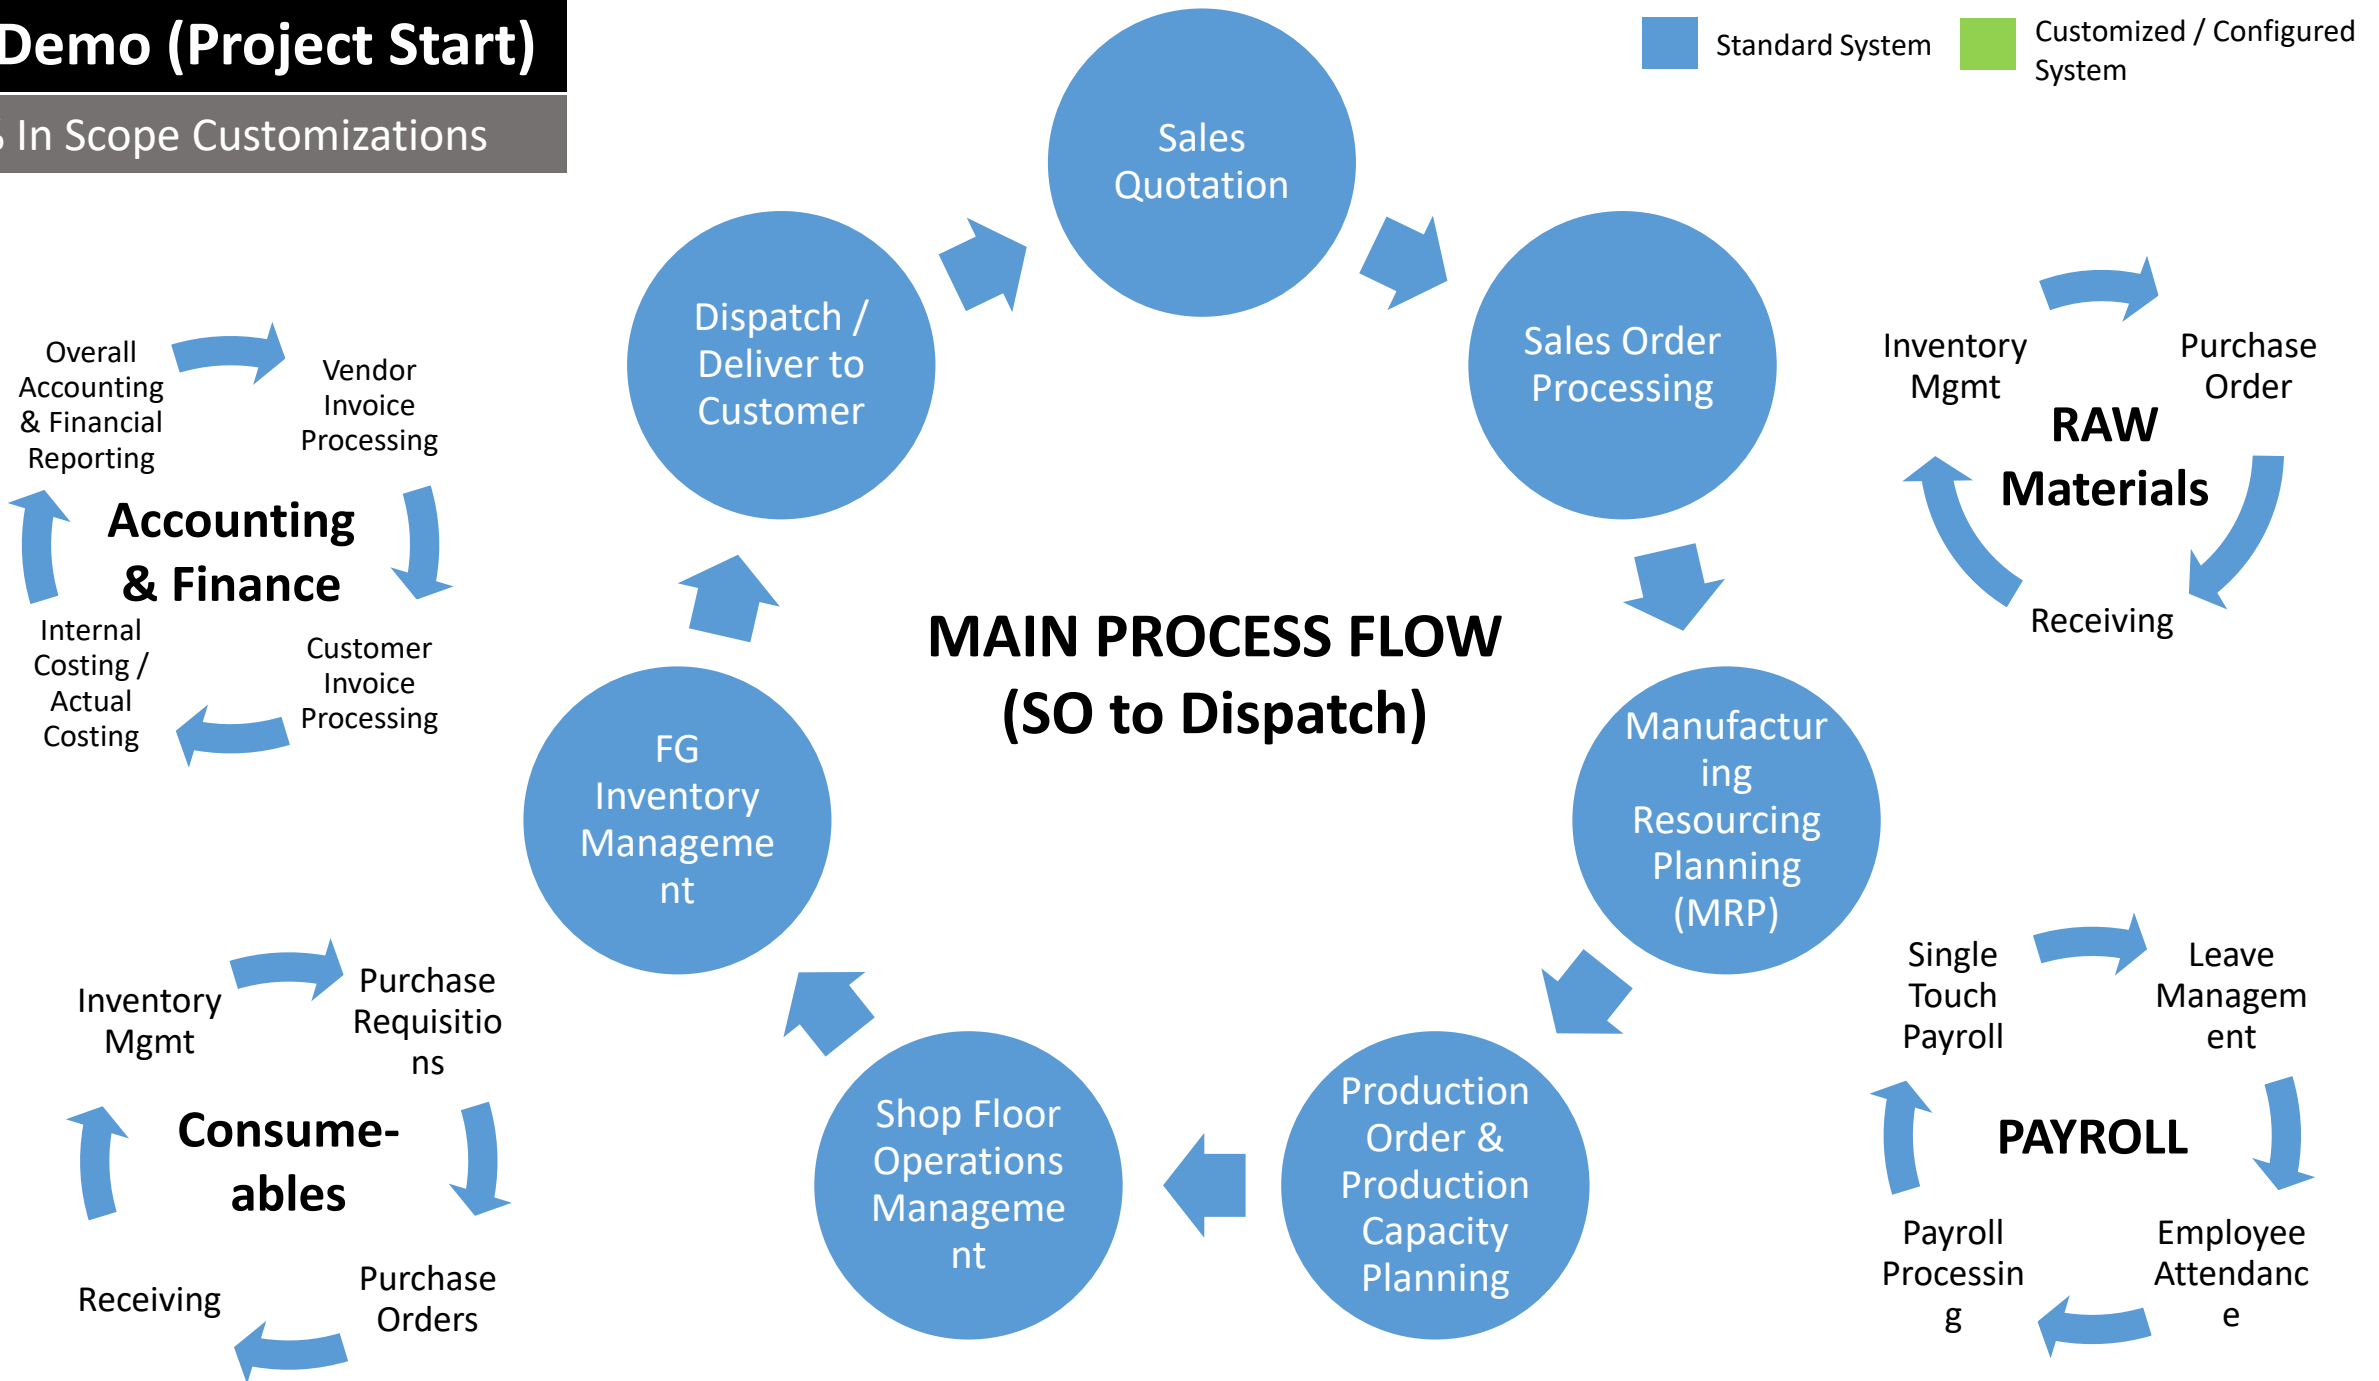 Demo (Project Start)
% In Scope Customizations
Standard System
Customized / Configured
System
Sales
Quotation
Sales Order
Processing
Manufactur
ing
Resourcing
Planning
(MRP)
Production
Order &
Production
Capacity
Planning
Shop Floor
Operations
Manageme
nt
FG
Inventory
Manageme
nt
Dispatch /
Deliver to
Customer
MAIN PROCESS FLOW
(SO to Dispatch)
Overall
Accounting
& Financial
Reporting
Vendor
Invoice
Processing
Accounting
& Finance
Internal
Costing /
Actual
Costing
Customer
Invoice
Processing
Inventory
Mgmt
Purchase
Order
RAW
Materials
Receiving
Inventory
Mgmt
Purchase
Requisitio
ns
Consume-
ables
Receiving
Purchase
Orders
Single
Touch
Payroll
Leave
Managem
ent
PAYROLL
Payroll
Processin
g
Employee
Attendanc
e